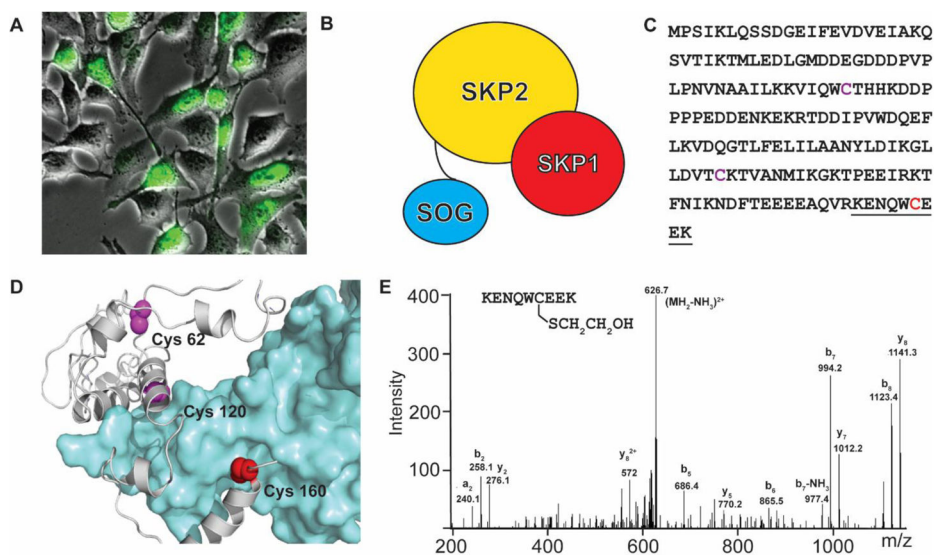 A
B
SKP2
SKP1
SOG
C
MPSIKLQSSDGEIFEVDVEIAKQ
SVTIKTMLEDLGMDDEGDDDPVP
LPNVNAAILKKVIQWCTHHKDDP
PPPEDDENKEKRTDDIPVWDQEF
LKVDQGTLFELILAANYLDIKGL
LDVTCKTVANMIKGKTPEEIRKT
FNIKNDFTEEEEAQVRKENQWCE
EK
D
Cys 62
Cys 120
Cys 160
E
400
300
200
100
Intensity
KENQWCEEK
SCH2CH2OH
626.7
(MH2-NH3)2+
a2
240.1
b2
258.1
y2
276.1
y8 2+
572
b5
686.4
y5
770.2
b6
865.5
b7-NH3
977.4
b7
994.2
y7
1012.2
b8
1123.4
y8
1141.3
200
400
600
800
1000
m/z